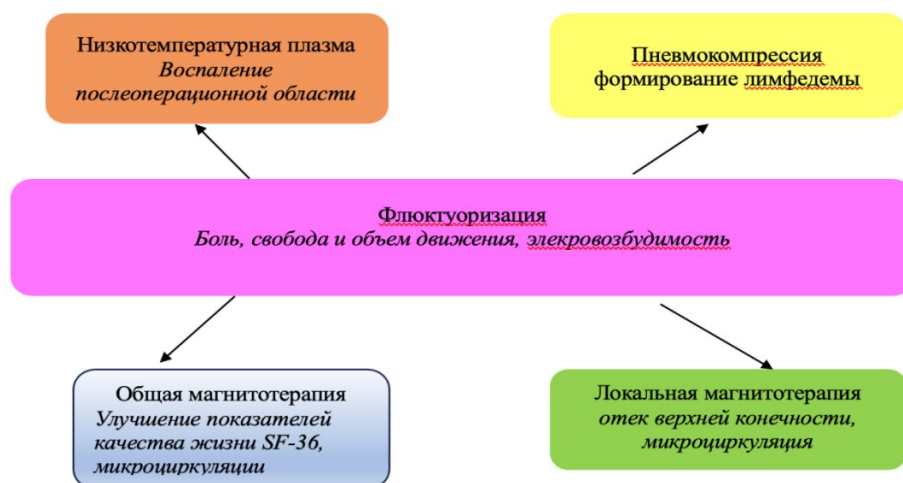 Низкотемпературная плазма
Воспаление
послеоперационной области
Пневмокомпрессия
формирование лимфедемы
Флюктуоризация
Боль, свобода и объем движения, элекровозбудимость
Общая магнитотерапия
Улучшение показателей
качества жизни SF-36,
микроциркуляции
Локальная магнитотерапия
отек верхней конечности,
микроциркуляция